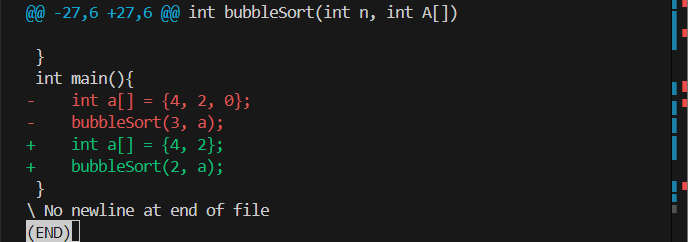 @@ -27,6 +27,6 @@ int bubbleSort(int n, int A[])
 }
 int main(){
-    int a[] = {4, 2, 0};
-    bubbleSort(3, a);
+    int a[] = {4, 2};
+    bubbleSort(2, a);
 }
\ No newline at end of file
(END)